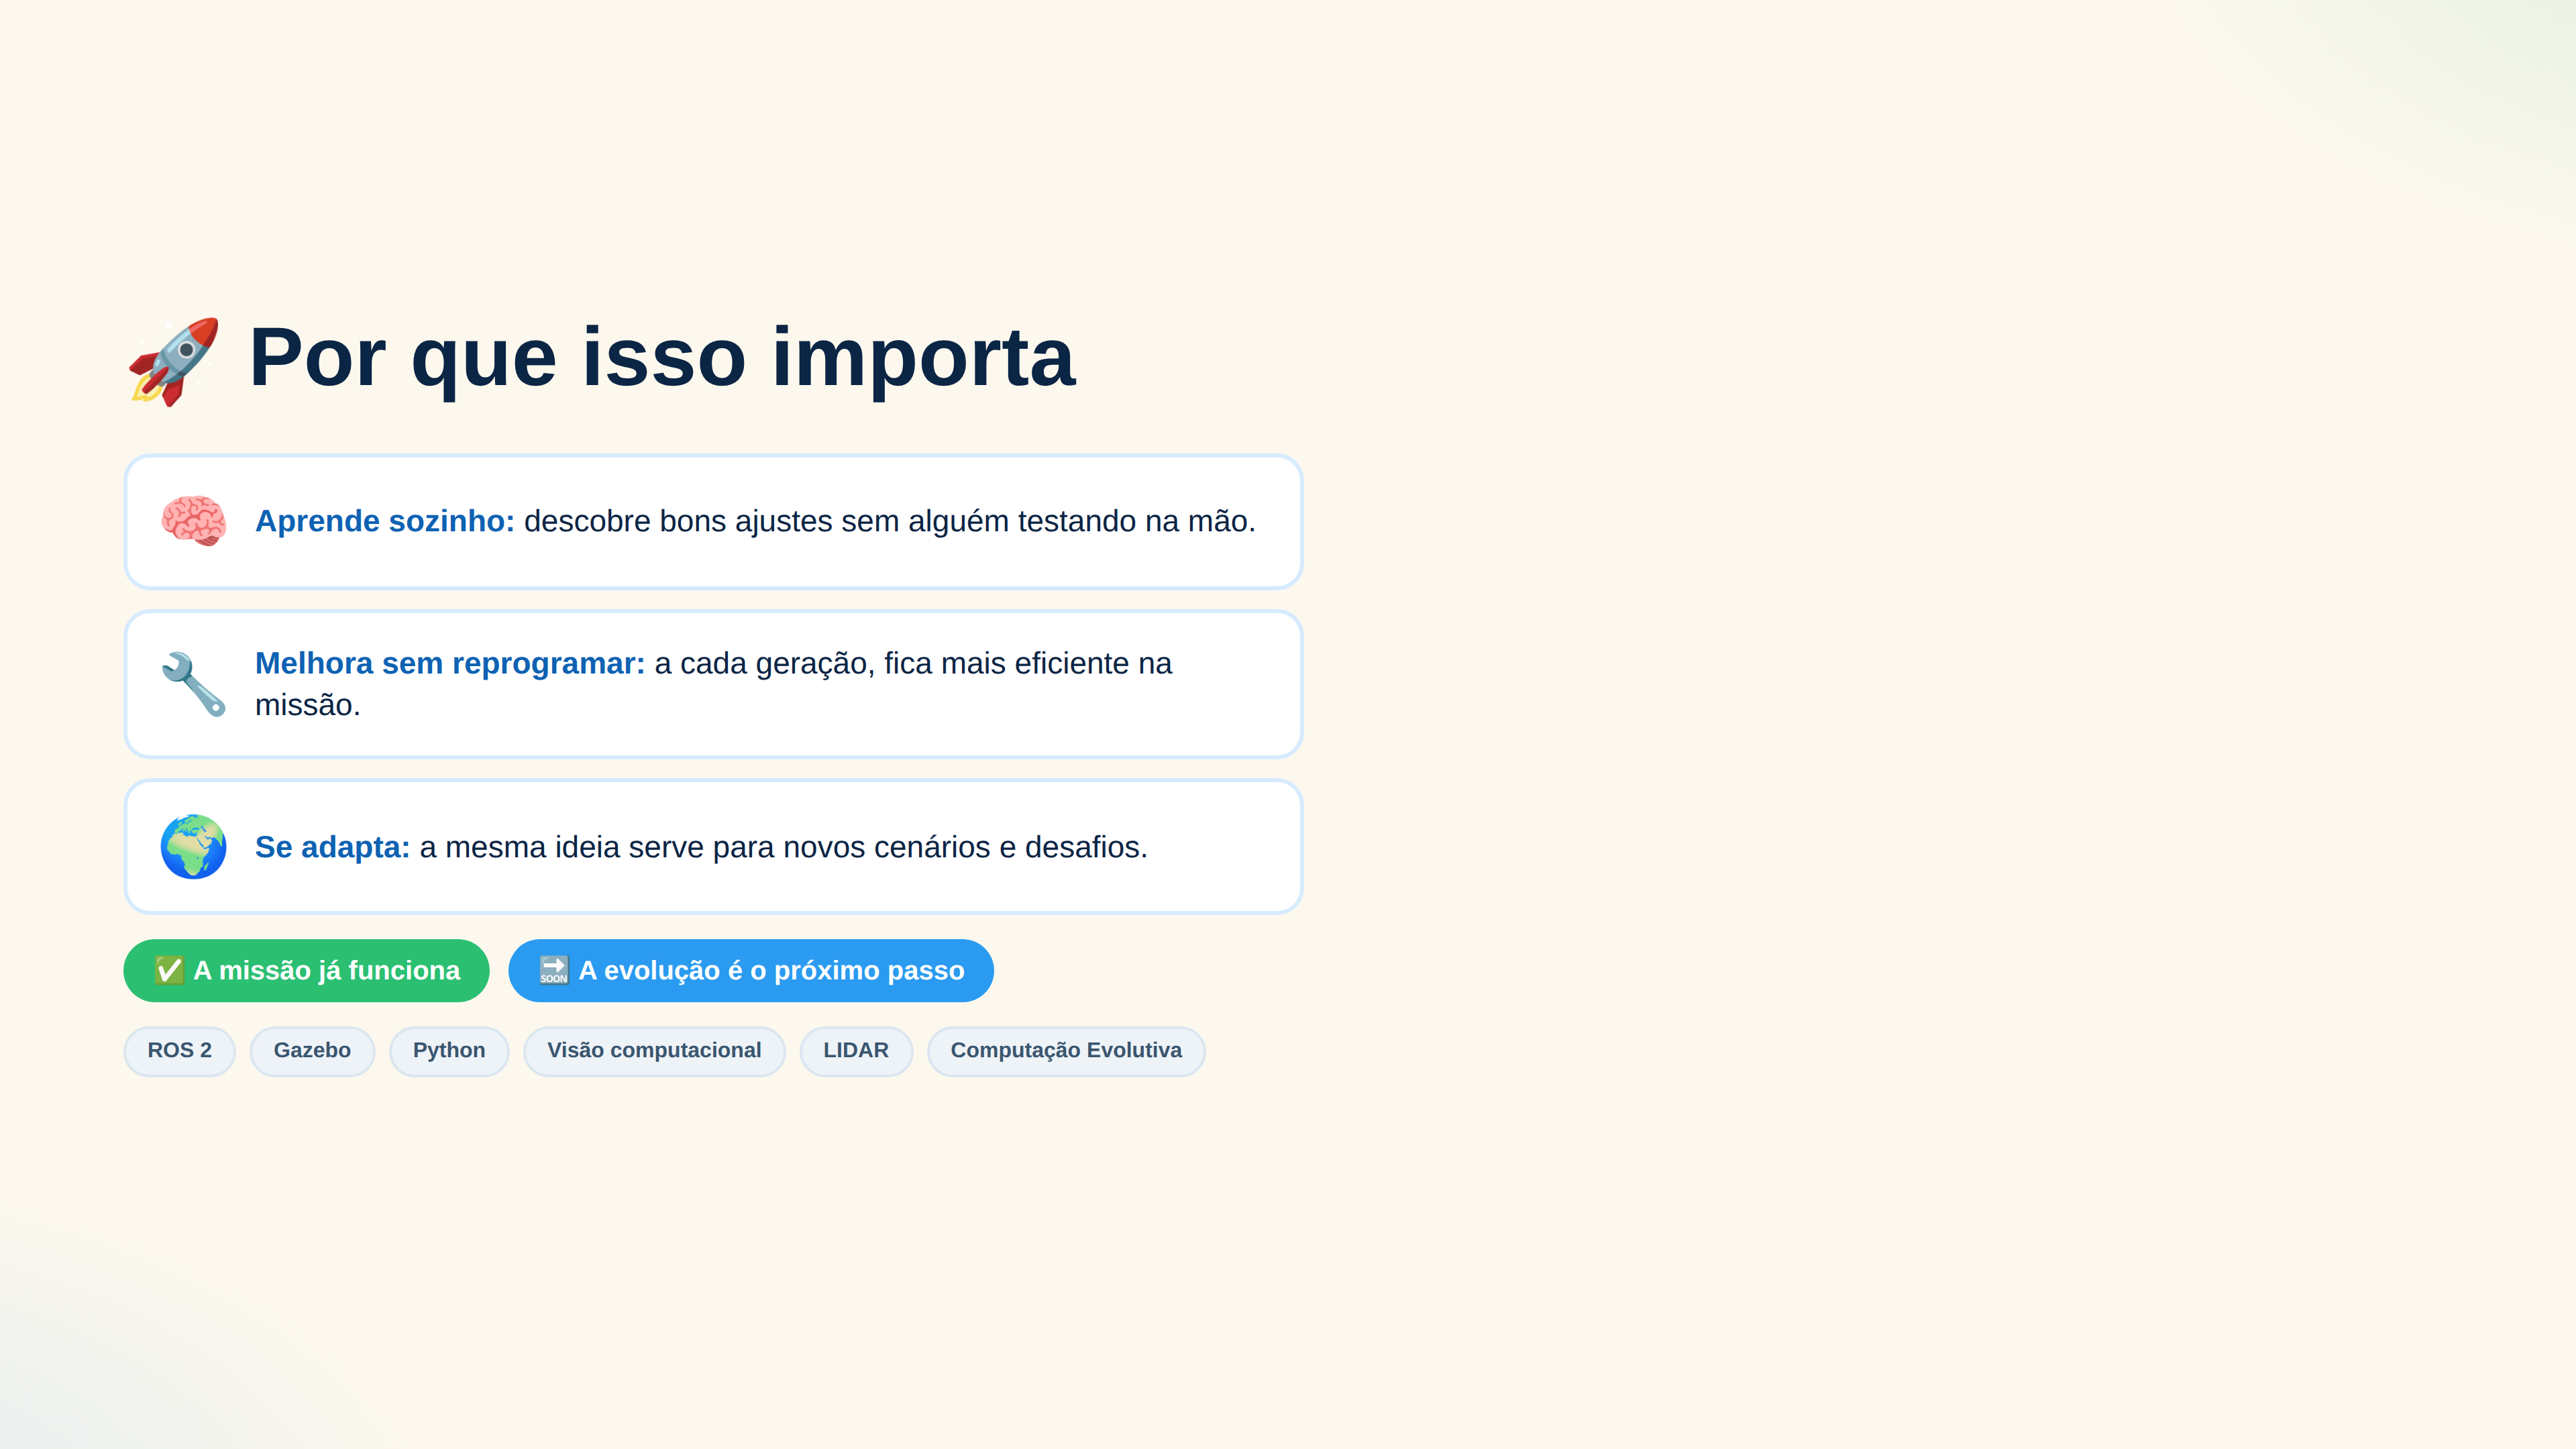 Por que isso importa
Aprende sozinho: descobre bons ajustes sem alguém testando na mão.
Melhora sem reprogramar: a cada geração, fica mais eficiente na
missão.
Se adapta: a mesma ideia serve para novos cenários e desafios.
✅ A missão já funciona
🔜 A evolução é o próximo passo
ROS 2
Gazebo
Python
Visão computacional
LIDAR
Computação Evolutiva